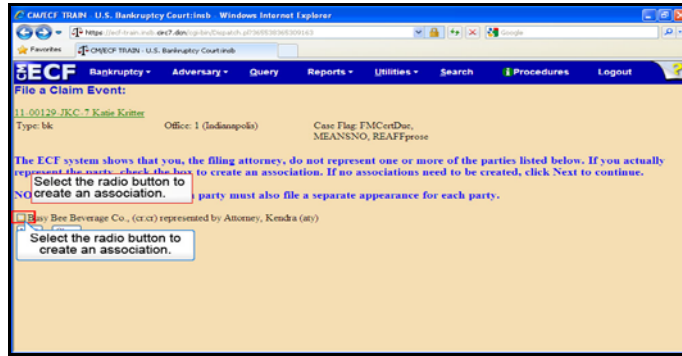 CM/ECF TRAIN - U.S. Bankruptcy Court:insb - Windows Internet Explorer
Google
Favorites CM/ECF TRAIN - U.S. Bankruptcy Court:insb
ECF Bankruptcy Adversary Query Reports Utilities Search Procedures Logout ?
File a Claim Event:
11-00129-JKC-7 Katie Kritter
Type: bk Office: 1 (Indianapolis) Case Flag: FMCertDue,
MEANSNO, REAFFprose
The ECF system shows that you, the filing attorney, do not represent one or more of the parties listed below. If you actually
represent the party, check the box to create an association. If no associations need to be created, click Next to continue.
Select the radio button to
create an association.
NO party must also file a separate appearance for each party.
Busy Bee Beverage Co., (cr.cr) represented by Attorney, Kendra (aty)
Select the radio button to
create an association.